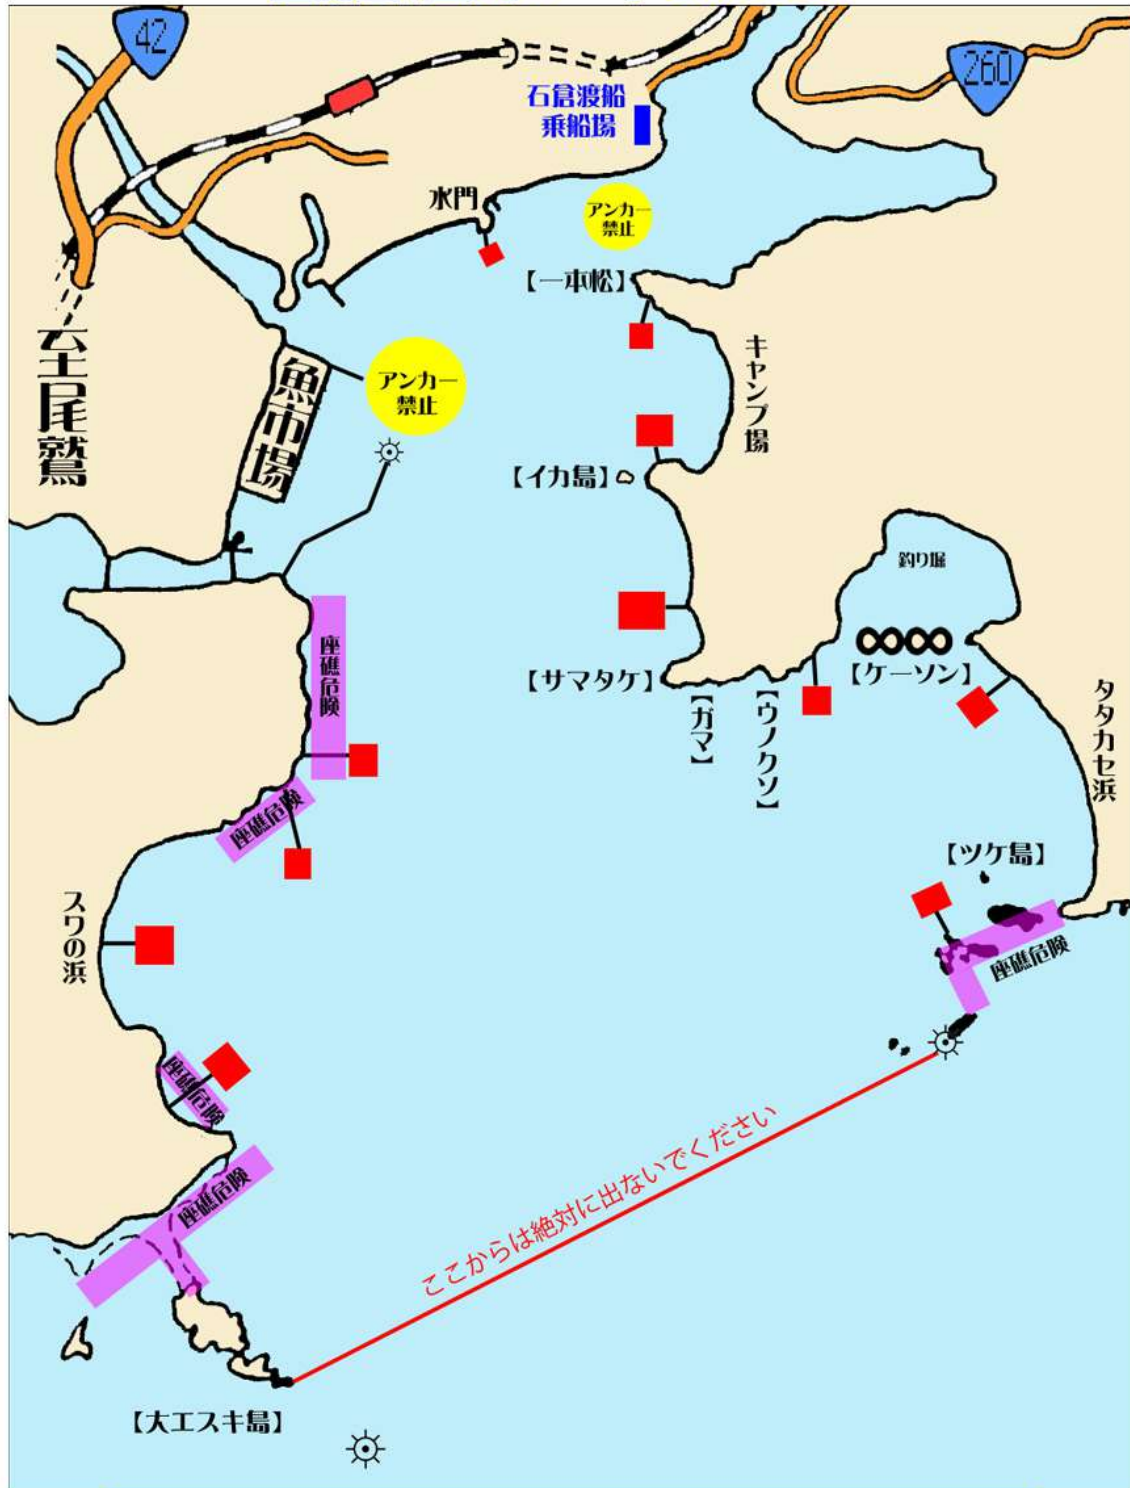 42
260
石倉渡船
乗船場
水門
アンカー
禁止
【一本松】
尾鷲
魚市場
アンカー
禁止
キャンプ場
【イカ島】
釣り堀
座礁危険
【サマタケ】
【ガマ】
【ウノクソ】
【ケーソン】
タタカセ浜
座礁危険
【ツケ島】
スワの浜
座礁危険
座礁危険
座礁危険
ここからは絶対に出ないでください
【大エスキ島】